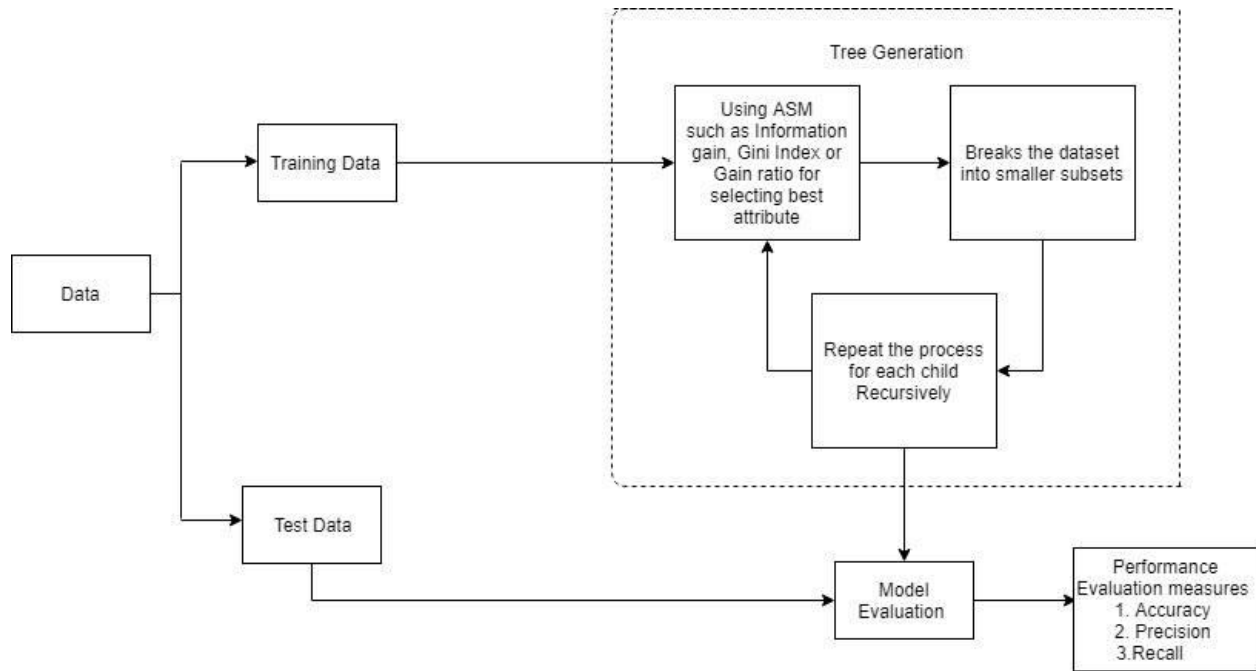 Tree Generation
Using ASM
such as Information
gain, Gini Index or
Gain ratio for
selecting best
attribute
Breaks the dataset
into smaller subsets
Training Data
Data
Repeat the process
for each child
Recursively
Test Data
Model
Evaluation
Performance
Evaluation measures
1. Accuracy
2. Precision
3.Recall